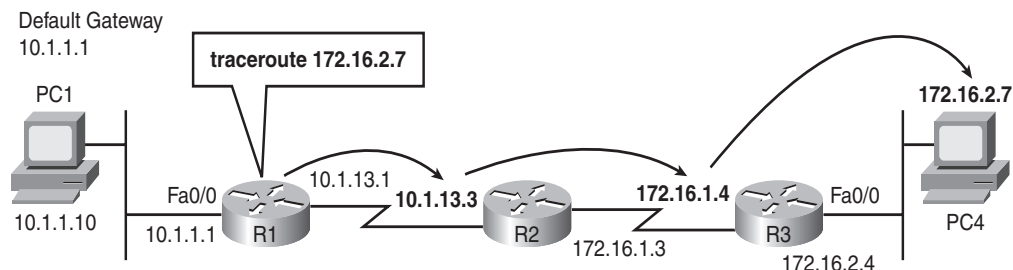 Default Gateway
10.1.1.1
PC1
10.1.1.10
traceroute 172.16.2.7
Fa0/0
10.1.1.1
R1
10.1.13.1
10.1.13.3
R2
172.16.1.3
172.16.1.4
R3
Fa0/0
172.16.2.4
172.16.2.7
PC4